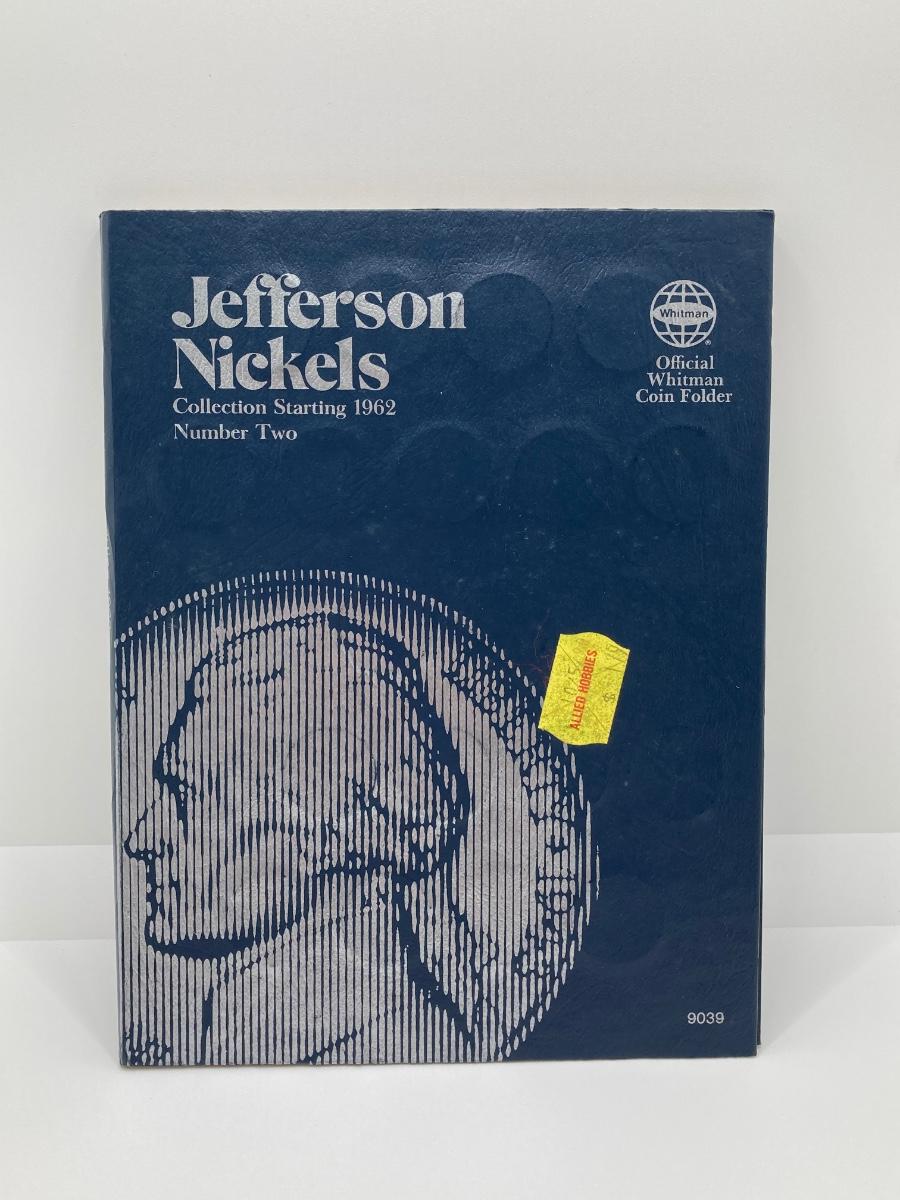 Jefferson
Nickels
Collection Starting 1962
Number Two
Whitman
®
Official
Whitman
Coin Folder
ALLIED HOBBIES
$
9039